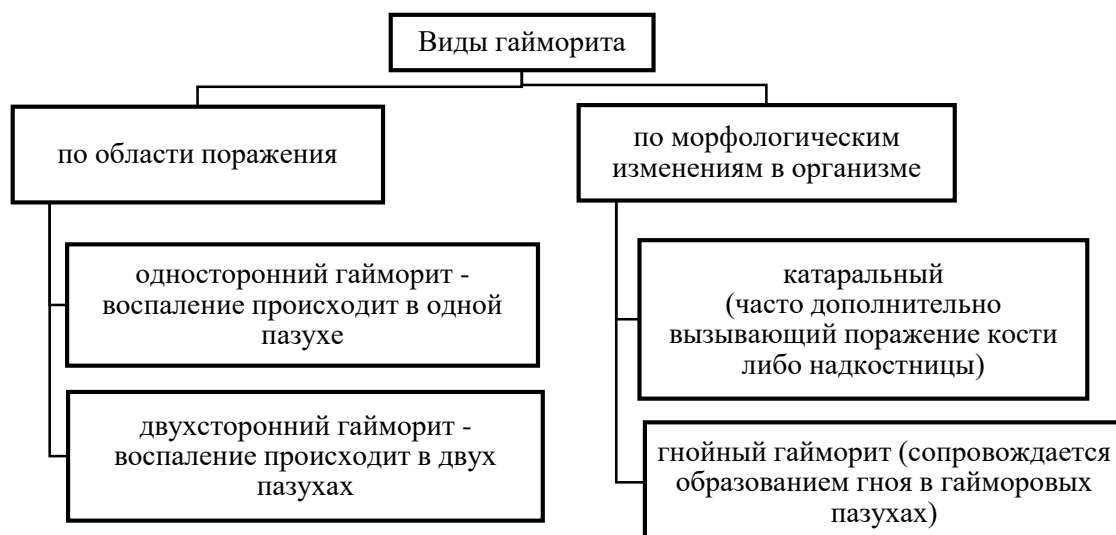 Виды гайморита
по области поражения
односторонний гайморит -
воспаление происходит в одной
пазухе
двухсторонний гайморит -
воспаление происходит в двух
пазухах
по морфологическим
изменениям в организме
катаральный
(часто дополнительно
вызывающий поражение кости
либо надкостницы)
гнойный гайморит (сопровождается
образованием гноя в гайморовых
пазухах)